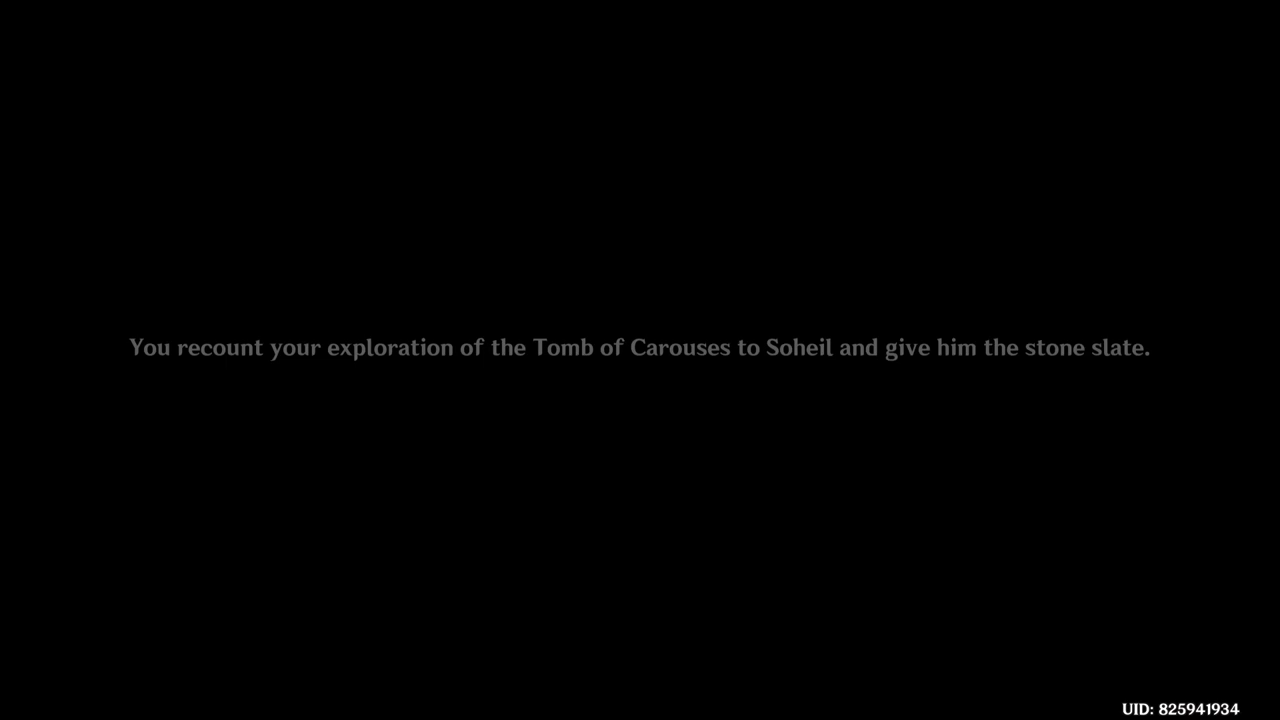 You recount your exploration of the Tomb of Carouses to Soheil and give him the stone slate.
UID: 825941934